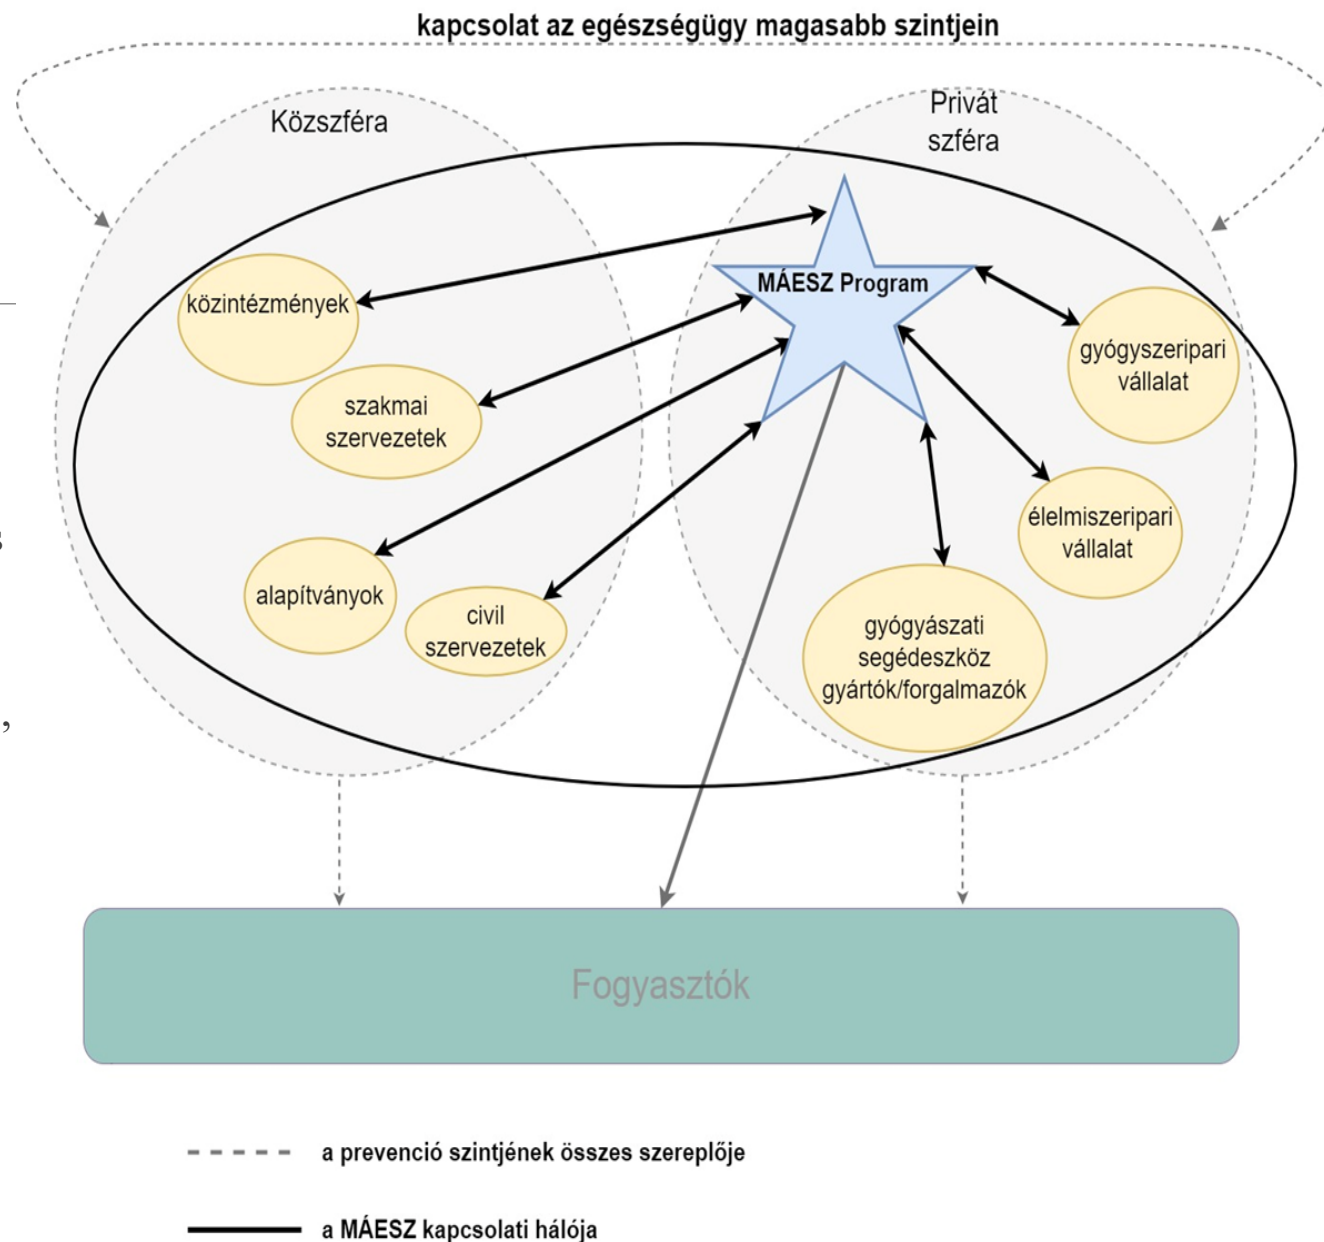 kapcsolat az egészségügy magasabb szintjein
Közszféra
Privát
szféra
MÁESZ Program
közintézmények
szakmai
szervezetek
alapítványok
civil
szervezetek
gyógyszeripari
vállalat
élelmiszeripari
vállalat
gyógyászati
segédeszköz
gyártók/forgalmazók
s
,
Fogyasztók
a prevenció szintjének összes szereplője
a MÁESZ kapcsolati hálója